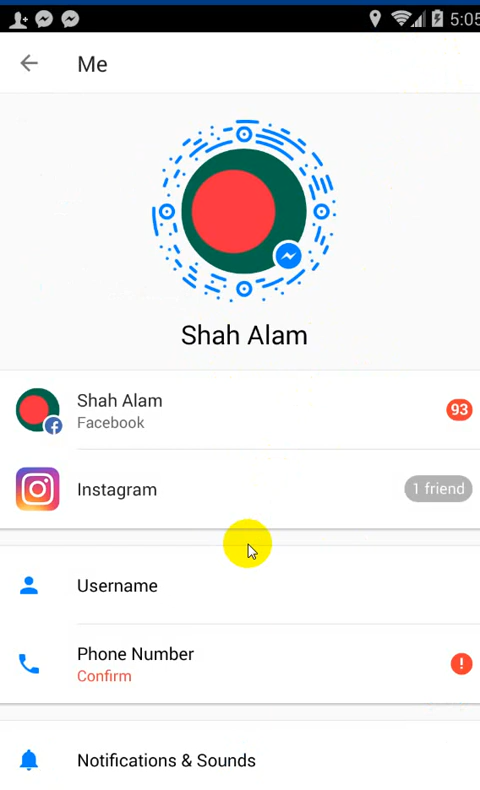 5:05
Me
Shah Alam
Shah Alam
Facebook
93
Instagram
1 friend
Username
Phone Number
Confirm
!
Notifications & Sounds